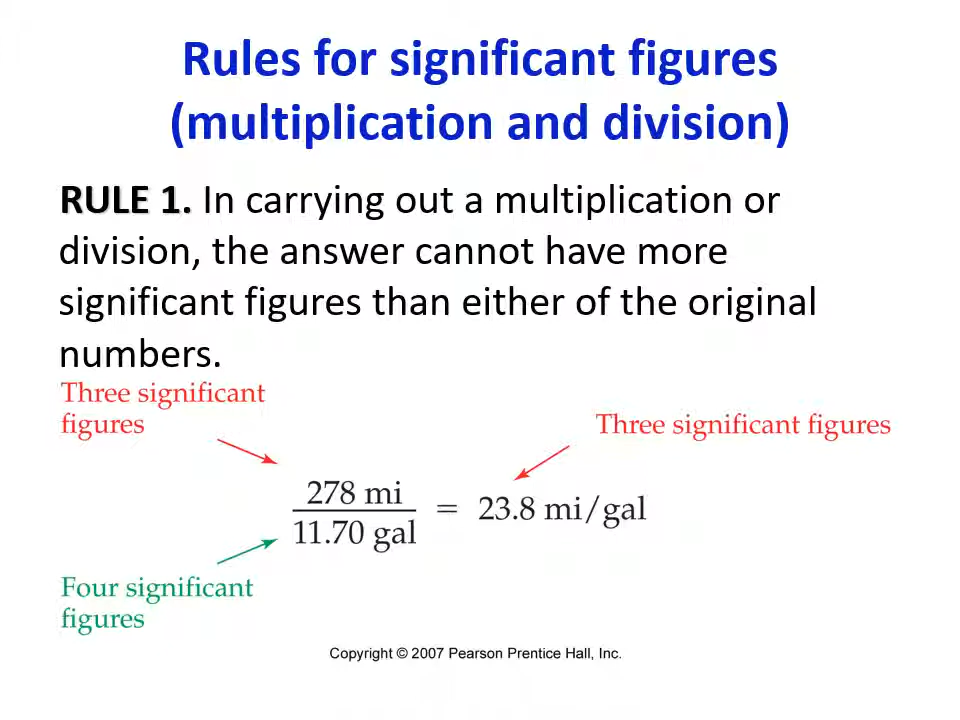 Rules for significant figures
(multiplication and division)
RULE 1. In carrying out a multiplication or
division, the answer cannot have more
significant figures than either of the original
numbers.
Three significant
figures
Three significant figures
278 mi
11.70 gal
= 23.8 mi/gal
Four significant
figures
Copyright © 2007 Pearson Prentice Hall, Inc.